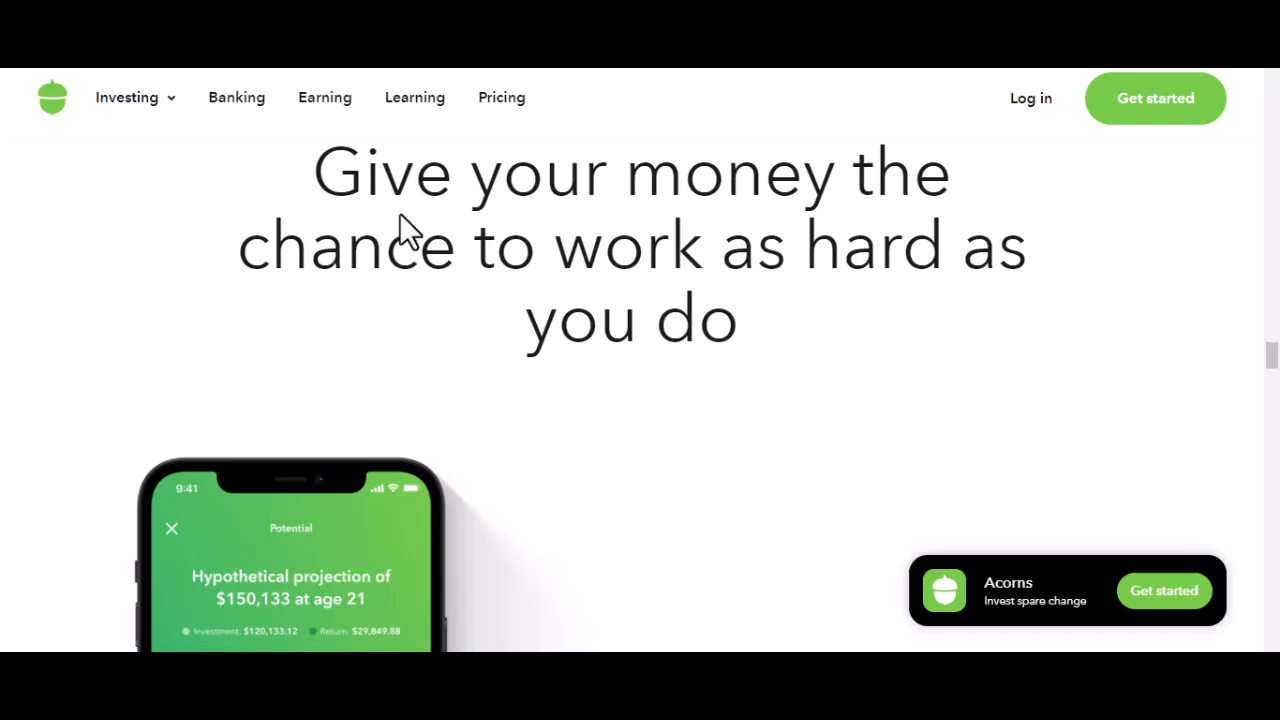 Investing
Banking
Earning
Learning
Pricing
Log in
Get started
Give your money the
chance to work as hard as
you do
9:41
Potential
Hypothetical projection of
$150,133 at age 21
Investment: $120,133.12
Return: $29,849.88
Acorns
Invest spare change
Get started